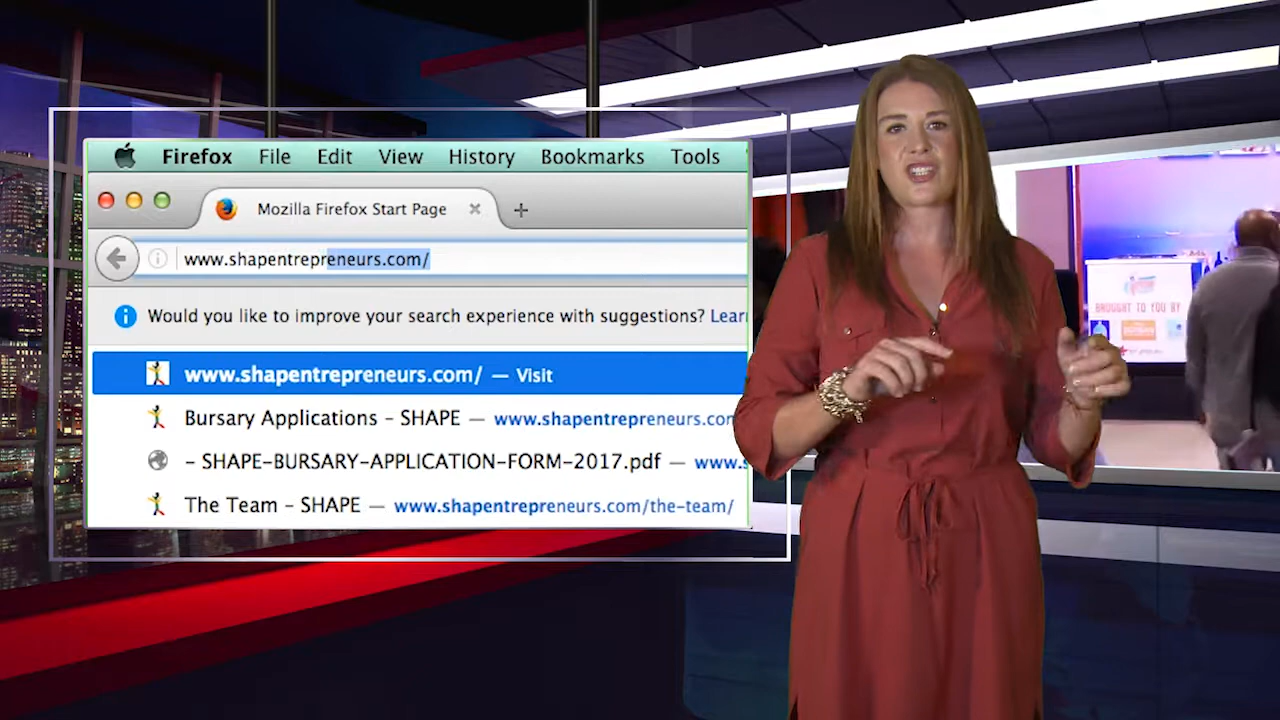 Firefox File Edit View History Bookmarks Tools
Mozilla Firefox Start Page
www.shapentrepreneurs.com/
Would you like to improve your search experience with suggestions? Lear
www.shapentrepreneurs.com/ — Visit
Bursary Applications - SHAPE — www.shapentrepreneurs.con
- SHAPE-BURSARY-APPLICATION-FORM-2017.pdf — www.s
The Team - SHAPE — www.shapentrepreneurs.com/the-team/
BROUGHT TO YOU BY